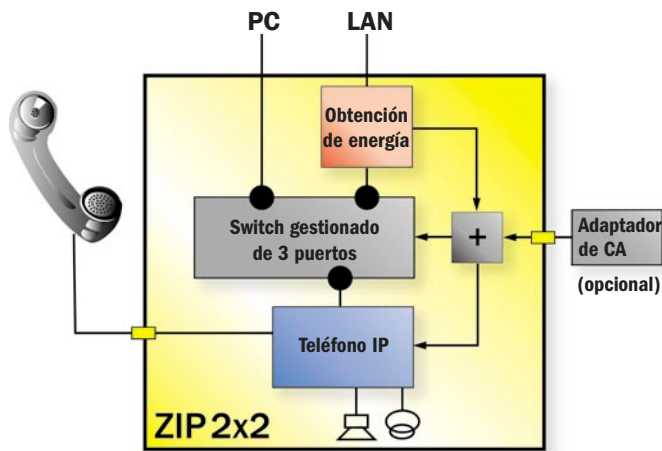 PC
LAN
Obtención
de energía
Switch gestionado
de 3 puertos
+
Adaptador
de CA
(opcional)
Teléfono IP
ZIP 2x2